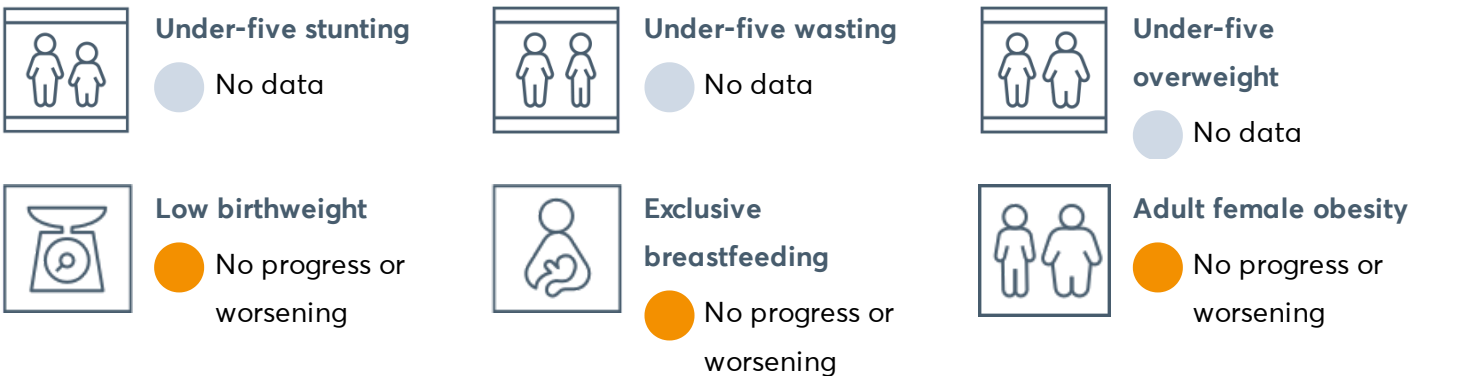 Under-five stunting
No data
Under-five wasting
No data
Under-five
overweight
No data
Low birthweight
No progress or
worsening
Exclusive
breastfeeding
No progress or
worsening
Adult female obesity
No progress or
worsening